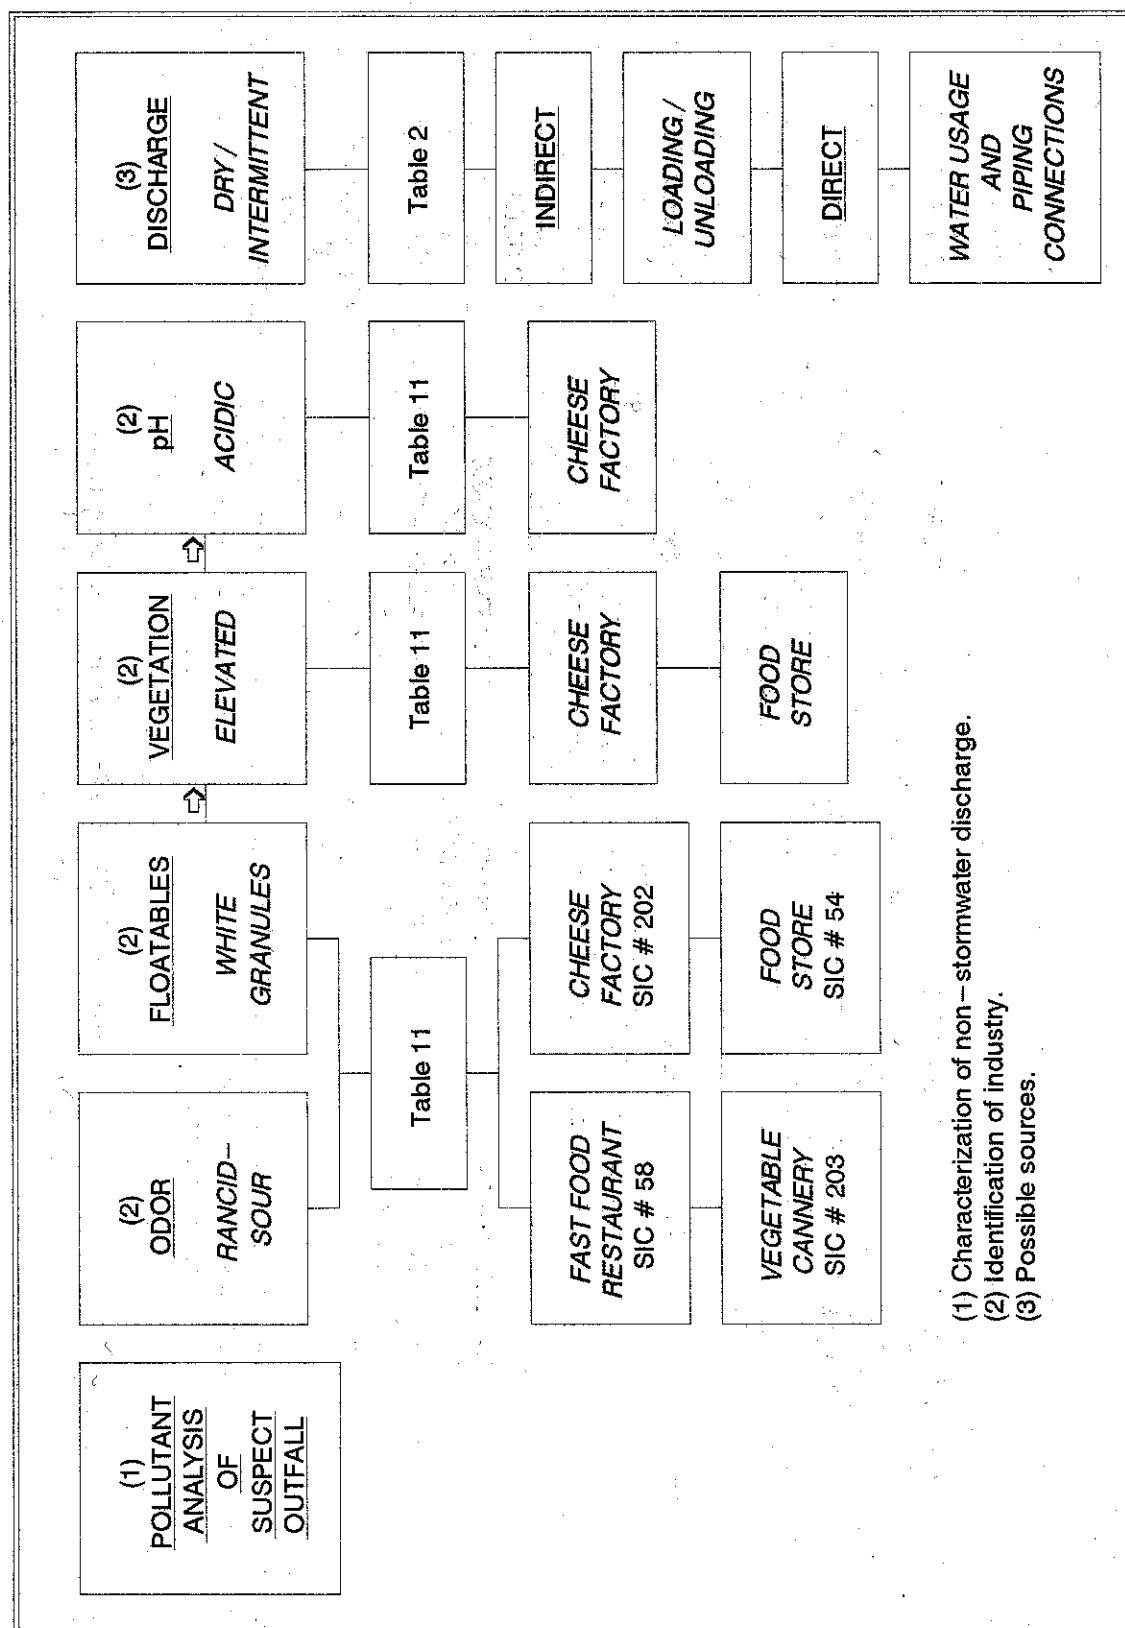 (1)
POLLUTANT
ANALYSIS
OF
SUSPECT
OUTFALL
(2)
ODOR
RANCID–
SOUR
(2)
FLOATABLES
WHITE
GRANULES
Table 11
FAST FOOD
RESTAURANT
SIC # 58
VEGETABLE
CANNERY
SIC # 203
CHEESE
FACTORY
SIC # 202
FOOD
STORE
SIC # 54
(2)
VEGETATION
ELEVATED
Table 11
CHEESE
FACTORY
FOOD
STORE
(2)
pH
ACIDIC
Table 11
CHEESE
FACTORY
(3)
DISCHARGE
DRY /
INTERMITTENT
Table 2
INDIRECT
LOADING /
UNLOADING
DIRECT
WATER USAGE
AND
PIPING
CONNECTIONS
(1) Characterization of non–stormwater discharge.
(2) Identification of industry.
(3) Possible sources.